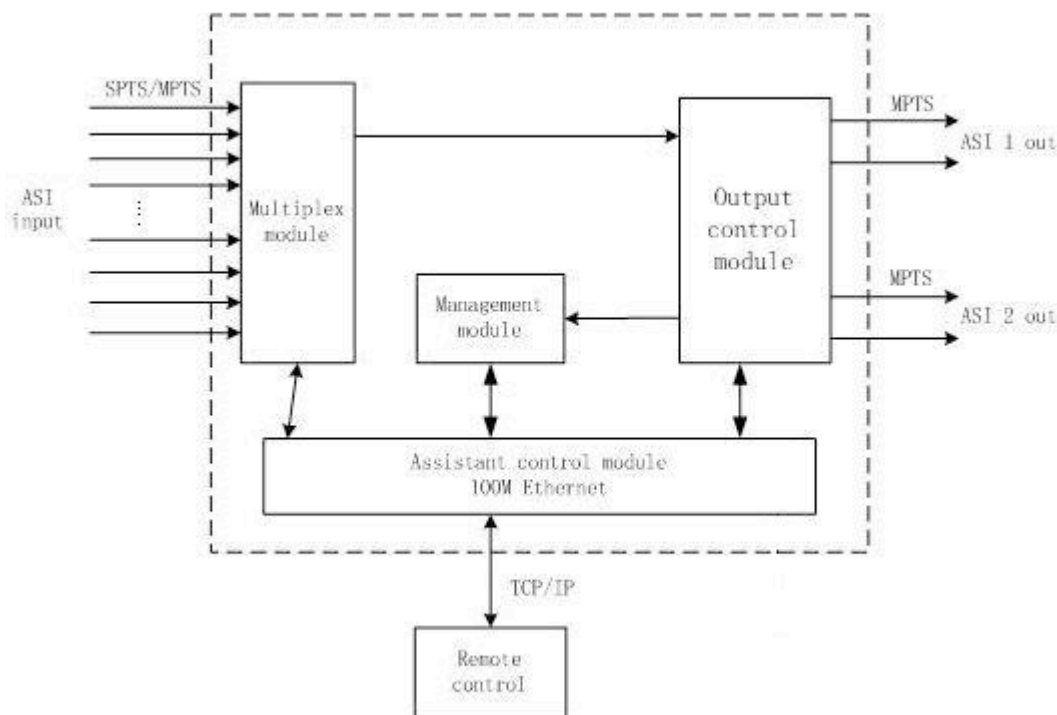 SPTS/MPTS
ASI
input
Multiplex
module
Output
control
module
MPTS
ASI 1 out
MPTS
ASI 2 out
Management
module
Assistant control module
100M Ethernet
TCP/IP
Remote
control